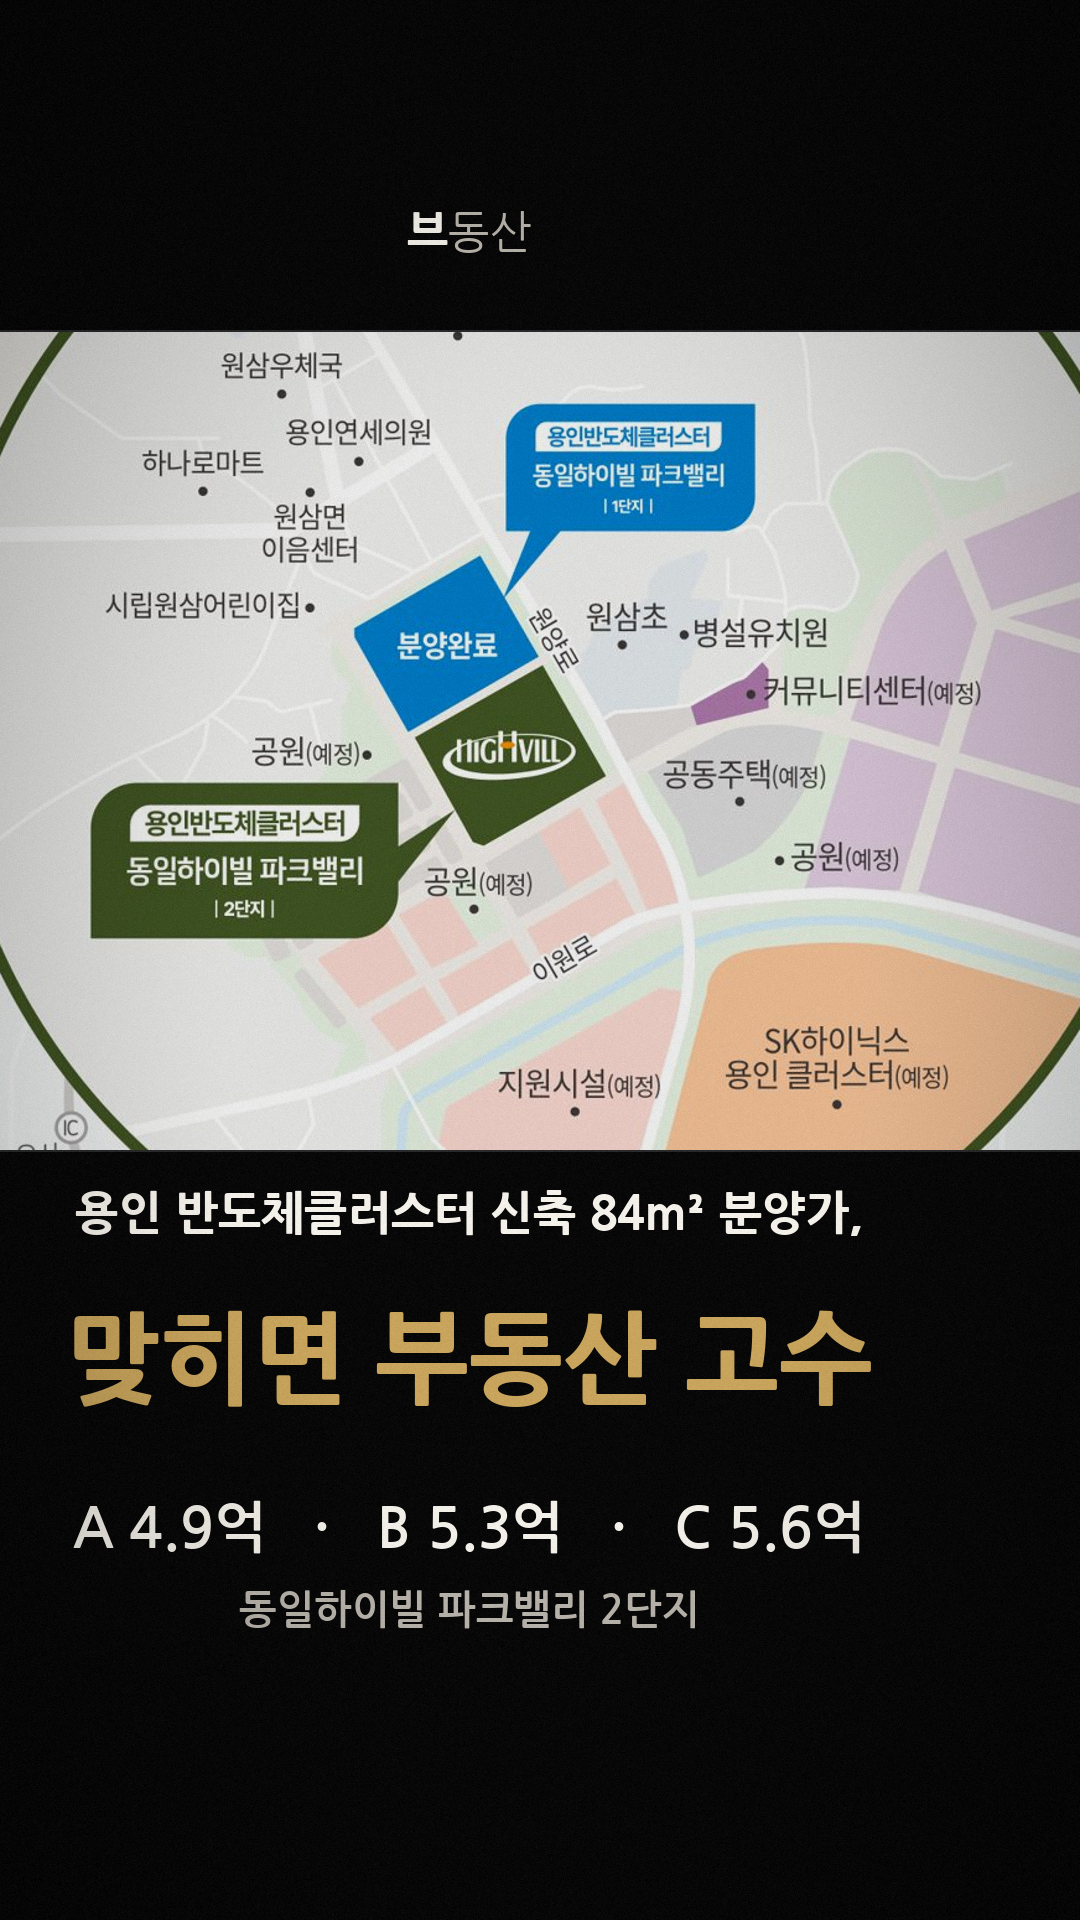 브동산
원삼우체국
용인연세의원
하나로마트
원삼면
이음센터
시립원삼어린이집
용인반도체클러스터
동일하이빌 파크밸리
| 1단지 |
분양완료
원양로
원삼초
병설유치원
커뮤니티센터(예정)
HIGHVILL
공원(예정)
공동주택(예정)
용인반도체클러스터
동일하이빌 파크밸리
| 2단지 |
공원(예정)
공원(예정)
이원로
SK하이닉스
용인 클러스터(예정)
지원시설(예정)
IC
용인 반도체클러스터 신축 84m² 분양가,
맞히면 부동산 고수
A 4.9억 · B 5.3억 · C 5.6억
동일하이빌 파크밸리 2단지